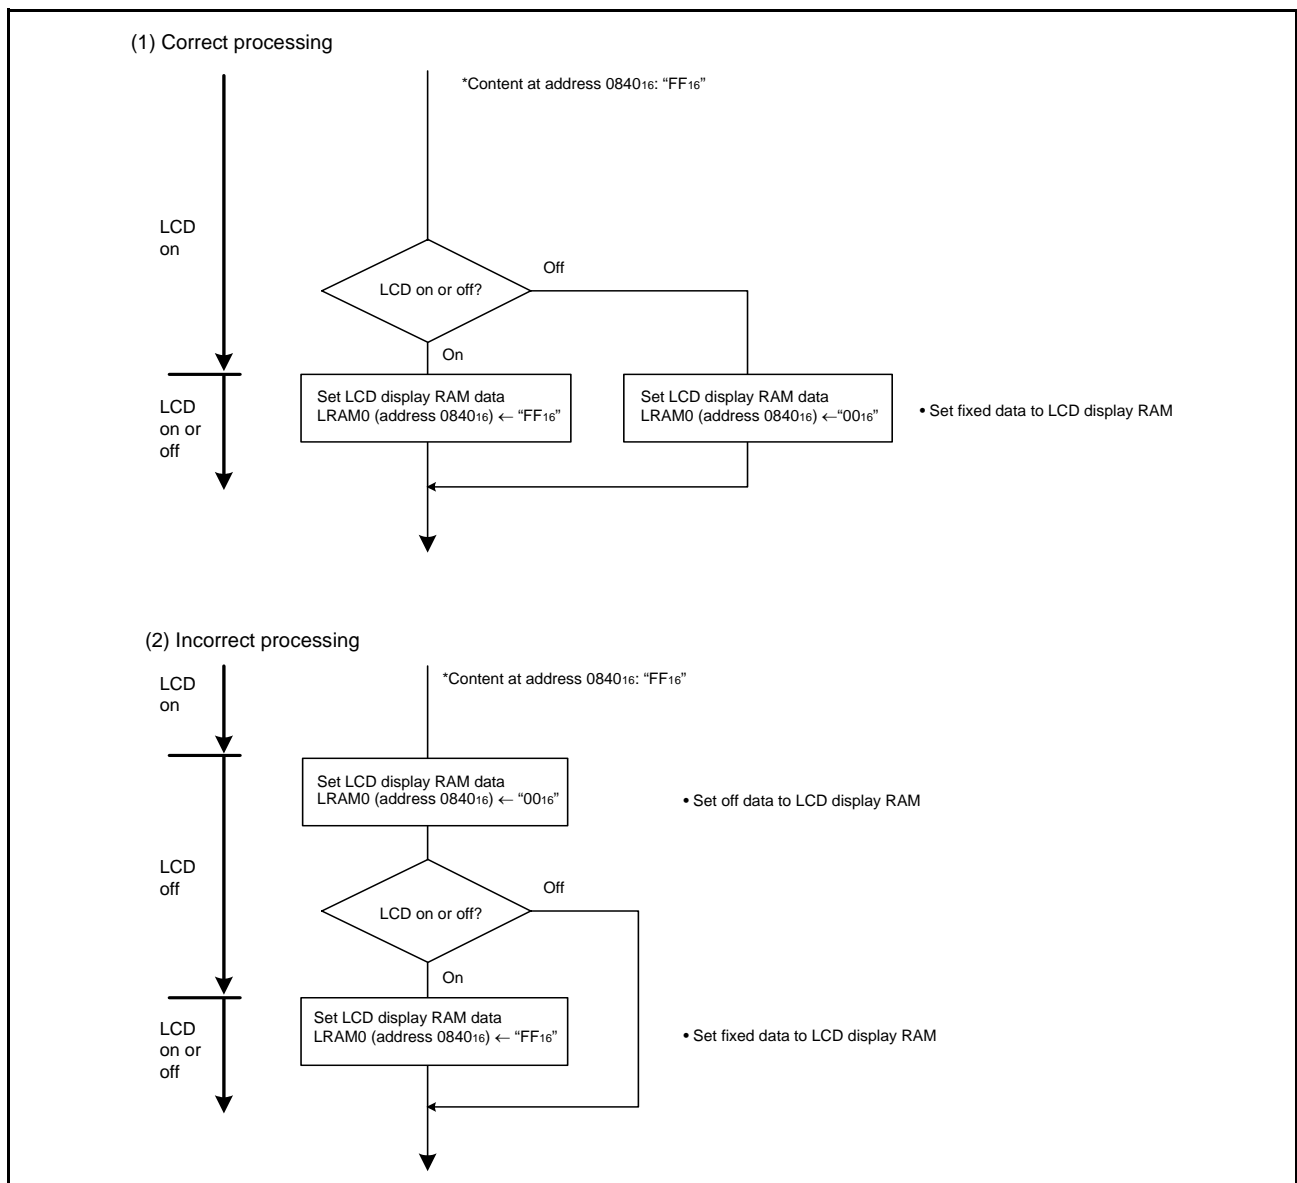 (1) Correct processing
*Content at address 084016: “FF16”
LCD
on
Off
LCD on or off?
On
LCD
on or
off
Set LCD display RAM data
LRAM0 (address 084016) ← “FF16”
Set LCD display RAM data
LRAM0 (address 084016) ←“0016”
• Set fixed data to LCD display RAM
(2) Incorrect processing
LCD
on
*Content at address 084016: “FF16”
Set LCD display RAM data
LRAM0 (address 084016) ← “0016”
• Set off data to LCD display RAM
LCD
off
Off
LCD on or off?
On
LCD
on or
off
Set LCD display RAM data
LRAM0 (address 084016) ← “FF16”
• Set fixed data to LCD display RAM